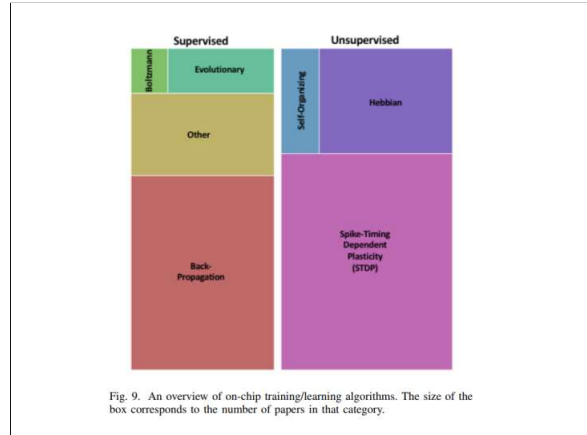 Supervised
Unsupervised
Boltzmann
Evolutionary
Other
Back-
Propagation
Self-Organizing
Hebbian
Spike-Timing
Dependent
Plasticity
(STDP)
Fig. 9. An overview of on-chip training/learning algorithms. The size of the
box corresponds to the number of papers in that category.